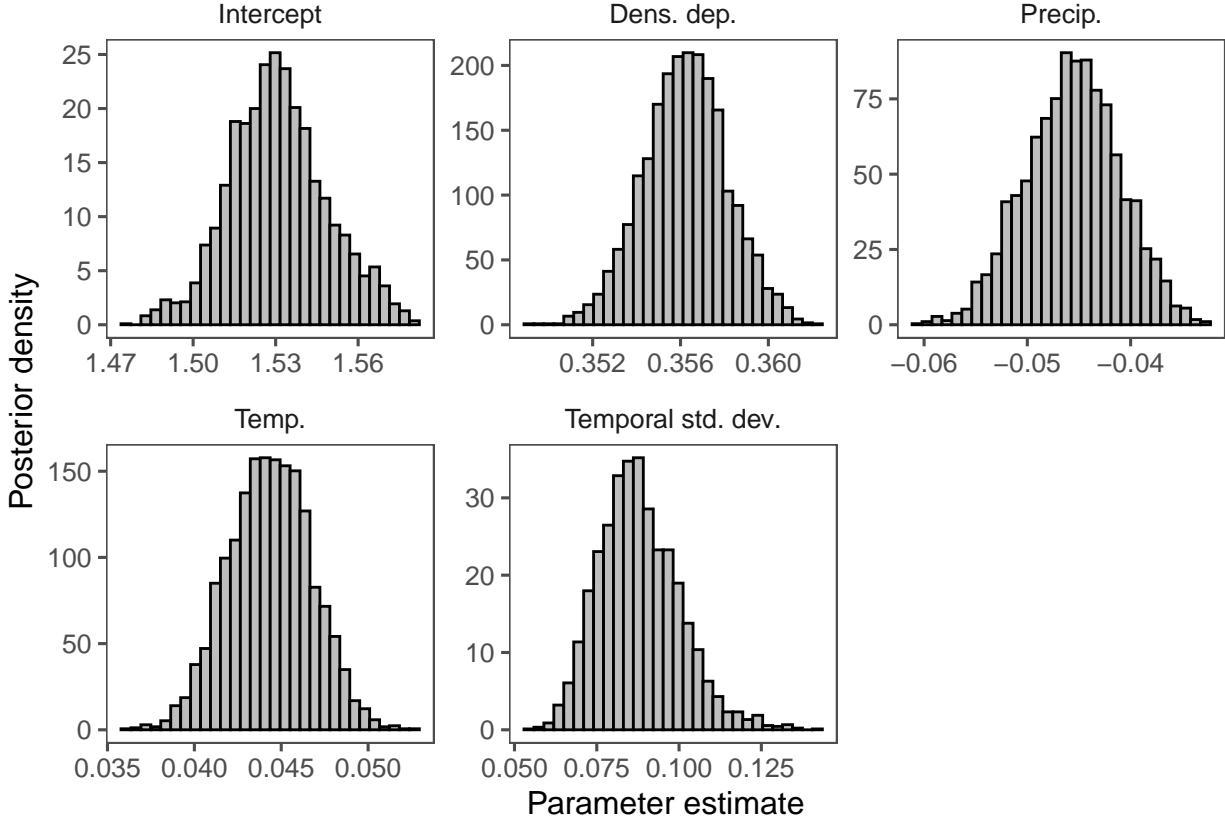 Intercept
Dens. dep.
Precip.
25
20
15
10
5
0
1.47 1.50 1.53 1.56
200
150
100
50
0
0.352 0.356 0.360
75
50
25
0
−0.06 −0.05 −0.04
Posterior density
Temp.
Temporal std. dev.
150
100
50
0
0.035 0.040 0.045 0.050
30
20
10
0
0.050 0.075 0.100 0.125
Parameter estimate